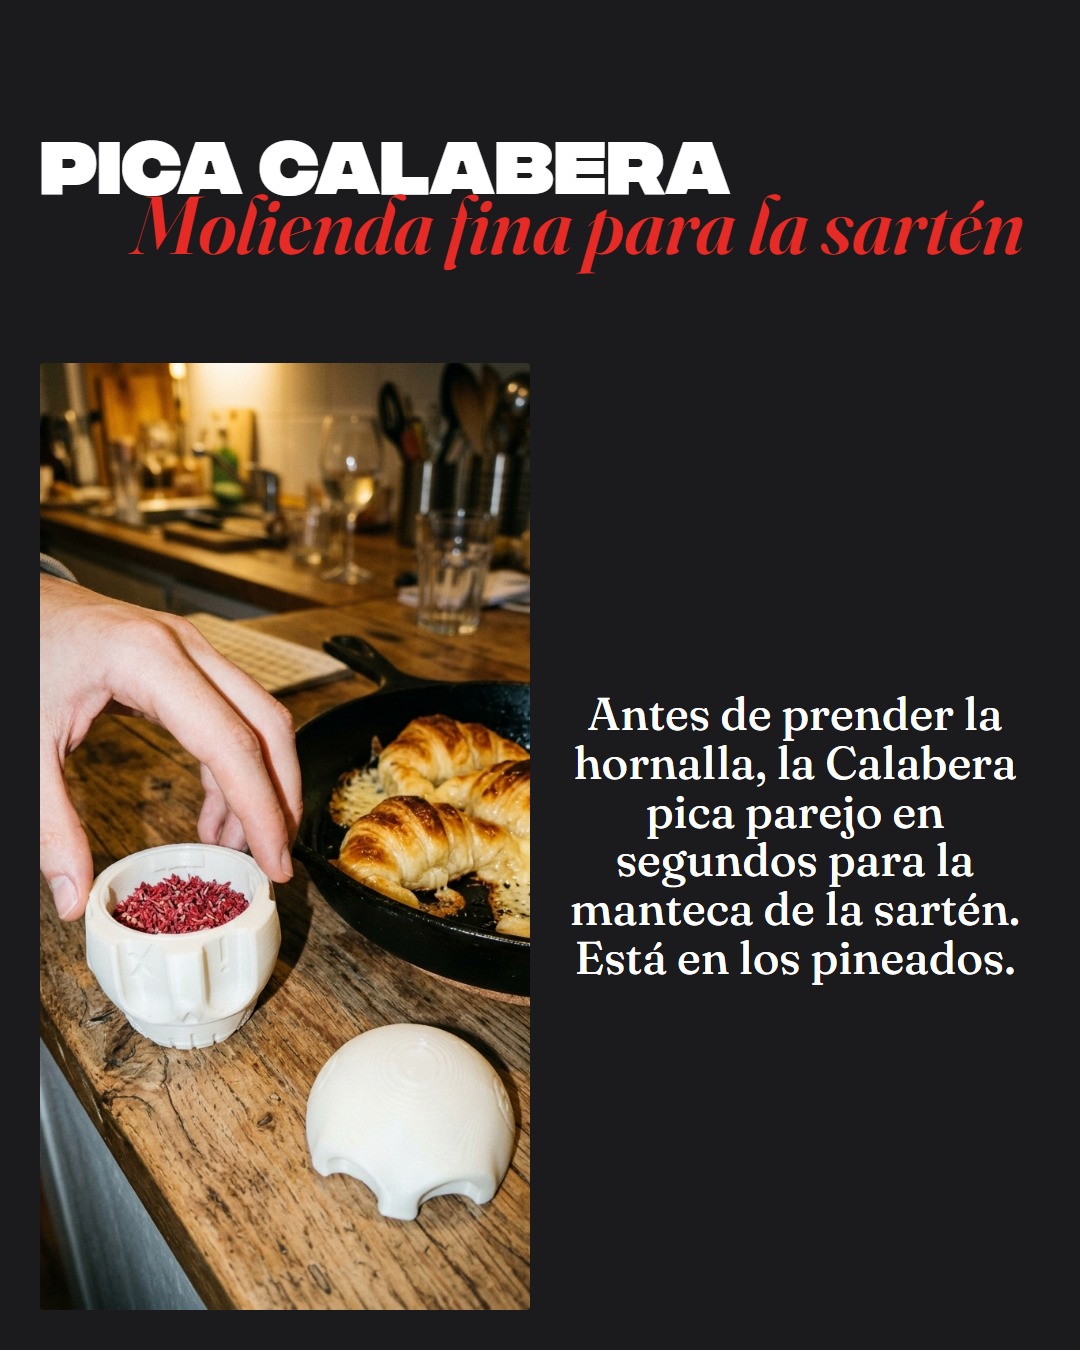 PICA CALABERA
Molienda fina para la sartén
Antes de prender la
hornalla, la Calabera
pica parejo en
segundos para la
manteca de la sartén.
Está en los pineados.